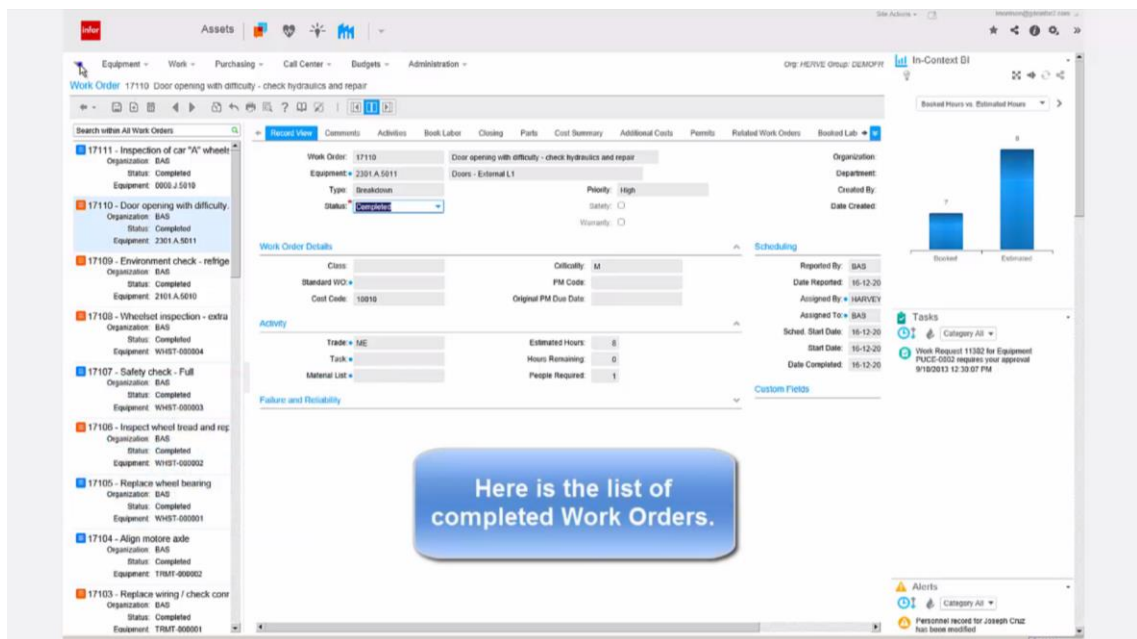 Site Actions
infor
Assets
Equipment Work Purchasing Call Center Budgets Administration
Org: HERVE Group: DEMOFR
In-Context BI
Work Order 17110 Door opening with difficulty - check hydraulics and repair
Booked Hours vs. Estimated Hours
Search within All Work Orders
Record View Comments Activities Book Labor Closing Parts Cost Summary Additional Costs Permits Related Work Orders Booked Lab
17111 - Inspection of car "A" wheels
Organization: BAS
Status: Completed
Equipment: 0000.J.5010
17110 - Door opening with difficulty.
Organization: BAS
Status: Completed
Equipment: 2301.A.5011
17109 - Environment check - refrige
Organization: BAS
Status: Completed
Equipment: 2101.A.5010
17108 - Wheelset inspection - extra
Organization: BAS
Status: Completed
Equipment: WHST-000004
17107 - Safety check - Full
Organization: BAS
Status: Completed
Equipment: WHST-000003
17106 - Inspect wheel tread and rep
Organization: BAS
Status: Completed
Equipment: WHST-000002
17105 - Replace wheel bearing
Organization: BAS
Status: Completed
Equipment: WHST-000001
17104 - Align motore axle
Organization: BAS
Status: Completed
Equipment: TRMT-000002
17103 - Replace wiring / check conr
Organization: BAS
Status: Completed
Equipment: TRMT-000001
Work Order: 17110 Door opening with difficulty - check hydraulics and repair
Equipment: 2301.A.5011 Doors - External L1
Type: Breakdown Priority: High
Status: Completed Safety:
Warranty:
Organization:
Department:
Created By:
Date Created:
Work Order Details
Class: Criticality: M
Standard WO: PM Code:
Cost Code: 10010 Original PM Due Date:
Activity
Trade: ME Estimated Hours: 8
Task: Hours Remaining: 0
Material List: People Required: 1
Failure and Reliability
Scheduling
Reported By: BAS
Date Reported: 16-12-20
Assigned By: HARVEY
Assigned To: BAS
Sched. Start Date: 16-12-20
Start Date: 16-12-20
Date Completed: 16-12-20
Custom Fields
Here is the list of
completed Work Orders.
8
7
Booked Estimated
Tasks
Category All
Work Request 11302 for Equipment
PUCE-0002 requires your approval
9/18/2013 12:30:07 PM
Alerts
Category All
Personnel record for Joseph Cruz
has been modified